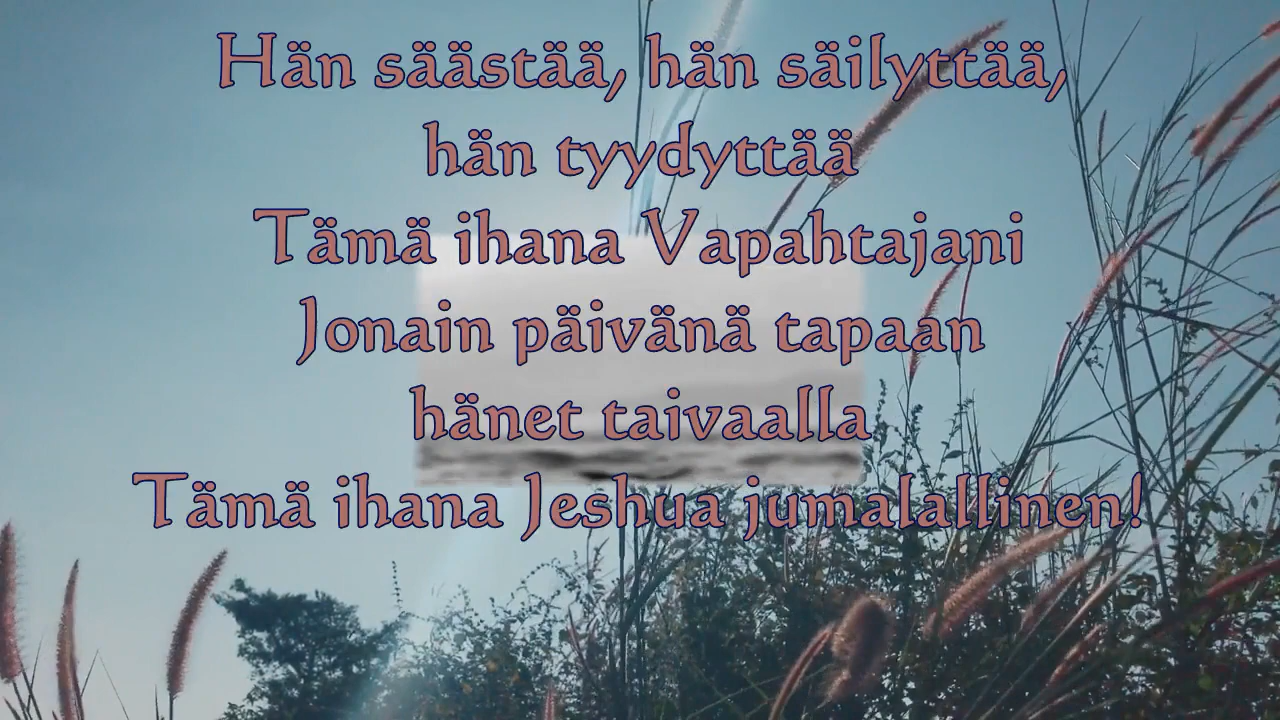 Hän säästää, hän säilyttää,
hän tyydyttää
Tämä ihana Vapahtajani
Jonain päivänä tapaan
hänet taivaalla
Tämä ihana Jeshua jumalallinen!